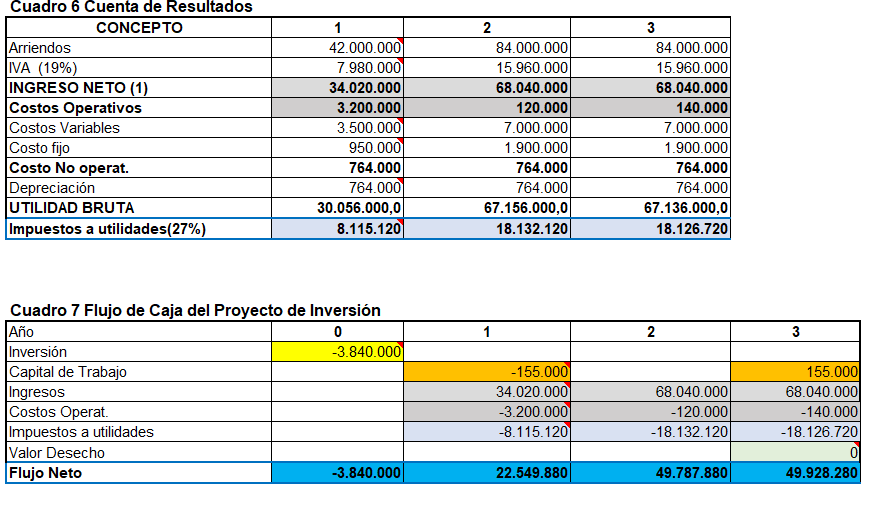 Cuadro 6 Cuenta de Resultados
CONCEPTO 1 2 3
Arriendos 42.000.000 84.000.000 84.000.000
IVA (19%) 7.980.000 15.960.000 15.960.000
INGRESO NETO (1) 34.020.000 68.040.000 68.040.000
Costos Operativos 3.200.000 120.000 140.000
Costos Variables 3.500.000 7.000.000 7.000.000
Costo fijo 950.000 1.900.000 1.900.000
Costo No operat. 764.000 764.000 764.000
Depreciación 764.000 764.000 764.000
UTILIDAD BRUTA 30.056.000,0 67.156.000,0 67.136.000,0
Impuestos a utilidades(27%) 8.115.120 18.132.120 18.126.720
Cuadro 7 Flujo de Caja del Proyecto de Inversión
Año 0 1 2 3
Inversión -3.840.000
Capital de Trabajo -155.000 155.000
Ingresos 34.020.000 68.040.000 68.040.000
Costos Operat. -3.200.000 -120.000 -140.000
Impuestos a utilidades -8.115.120 -18.132.120 -18.126.720
Valor Desecho 0
Flujo Neto -3.840.000 22.549.880 49.787.880 49.928.280